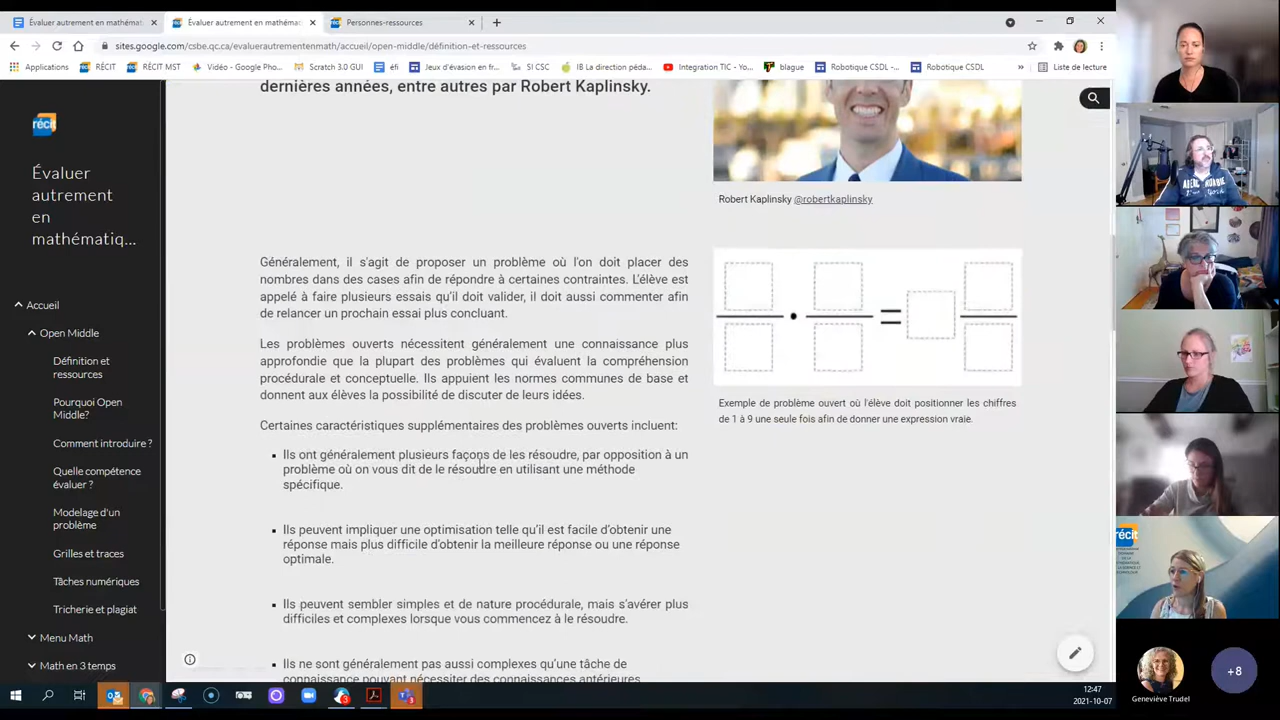 Évaluer autrement en mathémati
Évaluer autrement en mathémati
Personnes-ressources
sites.google.com/csbe.qc.ca/evaluerautrementenmath/accueil/open-middle/définition-et-ressources
Applications
RÉCIT
RÉCIT MST
Vidéo - Google Pho...
Scratch 3.0 GUI
éfi
Jeux d'évasion en fr...
SI CSC
IB La direction péda...
Integration TIC - Yo...
blague
Robotique CSDL -...
Robotique CSDL
Liste de lecture
récit
Évaluer
autrement
en
mathématiq...
Accueil
Open Middle
Définition et
ressources
Pourquoi Open
Middle?
Comment introduire ?
Quelle compétence
évaluer ?
Modelage d'un
problème
Grilles et traces
Tâches numériques
Tricherie et plagiat
Menu Math
Math en 3 temps
dernières années, entre autres par Robert Kaplinsky.
Robert Kaplinsky @robertkaplinsky
Généralement, il s'agit de proposer un problème où l'on doit placer des
nombres dans des cases afin de répondre à certaines contraintes. L'élève est
appelé à faire plusieurs essais qu'il doit valider, il doit aussi commenter afin
de relancer un prochain essai plus concluant.
Les problèmes ouverts nécessitent généralement une connaissance plus
approfondie que la plupart des problèmes qui évaluent la compréhension
procédurale et conceptuelle. Ils appuient les normes communes de base et
donnent aux élèves la possibilité de discuter de leurs idées.
Certaines caractéristiques supplémentaires des problèmes ouverts incluent:
Ils ont généralement plusieurs façons de les résoudre, par opposition à un
problème où on vous dit de le résoudre en utilisant une méthode
spécifique.
Ils peuvent impliquer une optimisation telle qu'il est facile d'obtenir une
réponse mais plus difficile d'obtenir la meilleure réponse ou une réponse
optimale.
Ils peuvent sembler simples et de nature procédurale, mais s'avérer plus
difficiles et complexes lorsque vous commencez à le résoudre.
Ils ne sont généralement pas aussi complexes qu'une tâche de
connaissance pouvant nécessiter des connaissances antérieures
• =
Exemple de problème ouvert où l'élève doit positionner les chiffres
de 1 à 9 une seule fois afin de donner une expression vraie.
récit
Geneviève Trudel
+8
12:47
2021-10-07